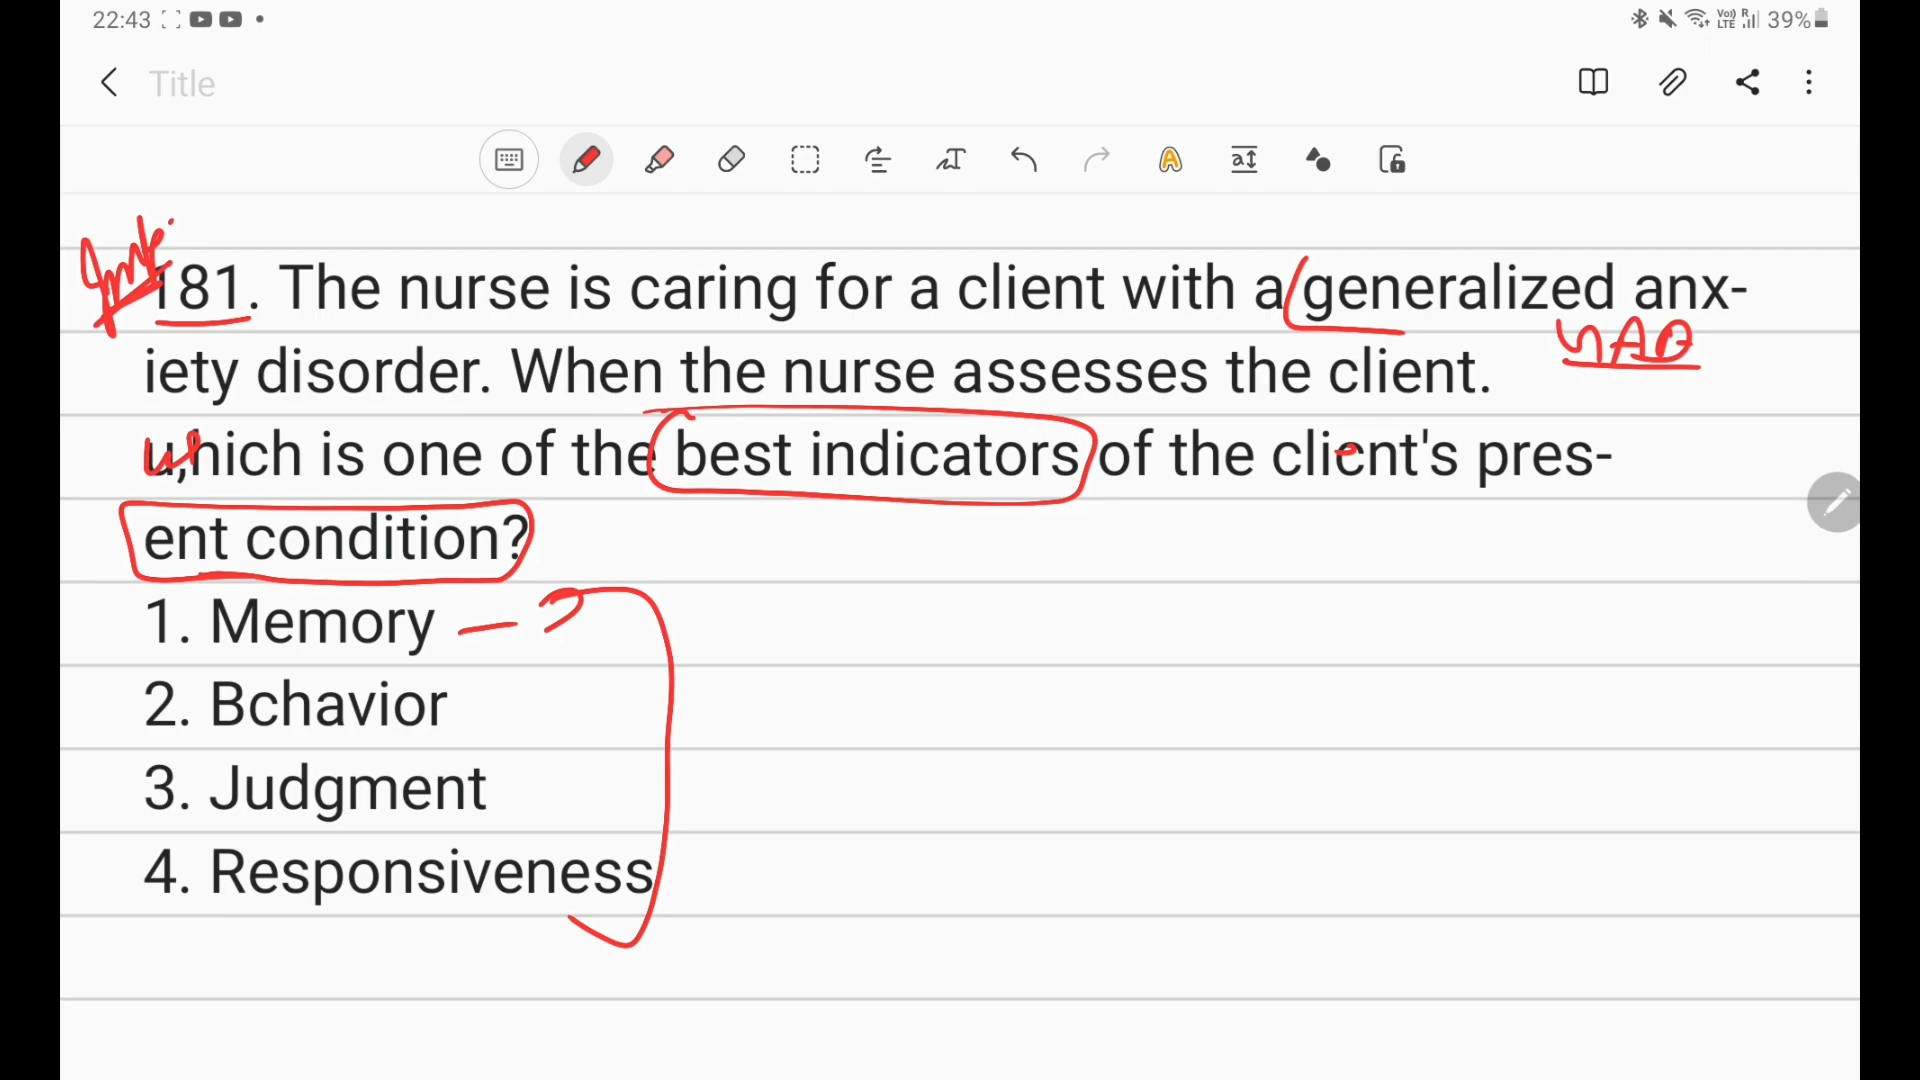 22:43
39%
Title
Imp.
181. The nurse is caring for a client with a generalized anx-
iety disorder. When the nurse assesses the client.
GAD
u,hich is one of the best indicators of the client's pres-
ent condition?
1. Memory
2. Bchavior
3. Judgment
4. Responsiveness